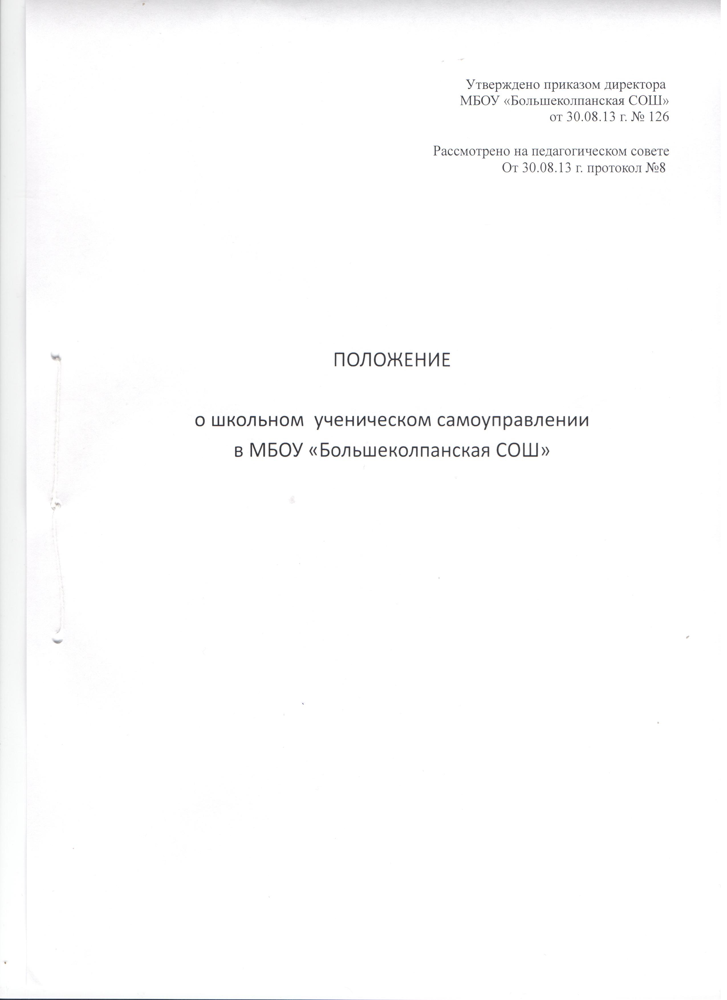 Утверждено приказом директора
МБОУ «Большеколпанская СОШ»
от 30.08.13 г. № 126
Рассмотрено на педагогическом совете
От 30.08.13 г. протокол №8
ПОЛОЖЕНИЕ
о школьном ученическом самоуправлении
в МБОУ «Большеколпанская СОШ»